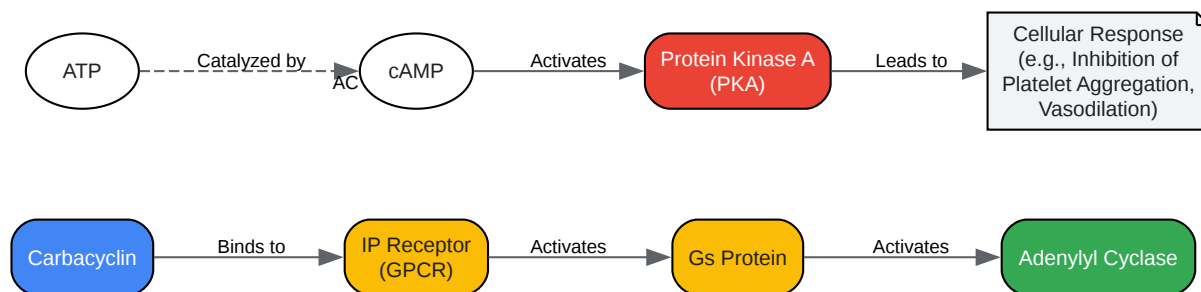 ATP
Catalyzed by
AC
cAMP
Activates
Protein Kinase A
(PKA)
Leads to
Cellular Response
(e.g., Inhibition of
Platelet Aggregation,
Vasodilation)
Carbacyclin
Binds to
IP Receptor
(GPCR)
Activates
Gs Protein
Activates
Adenylyl Cyclase